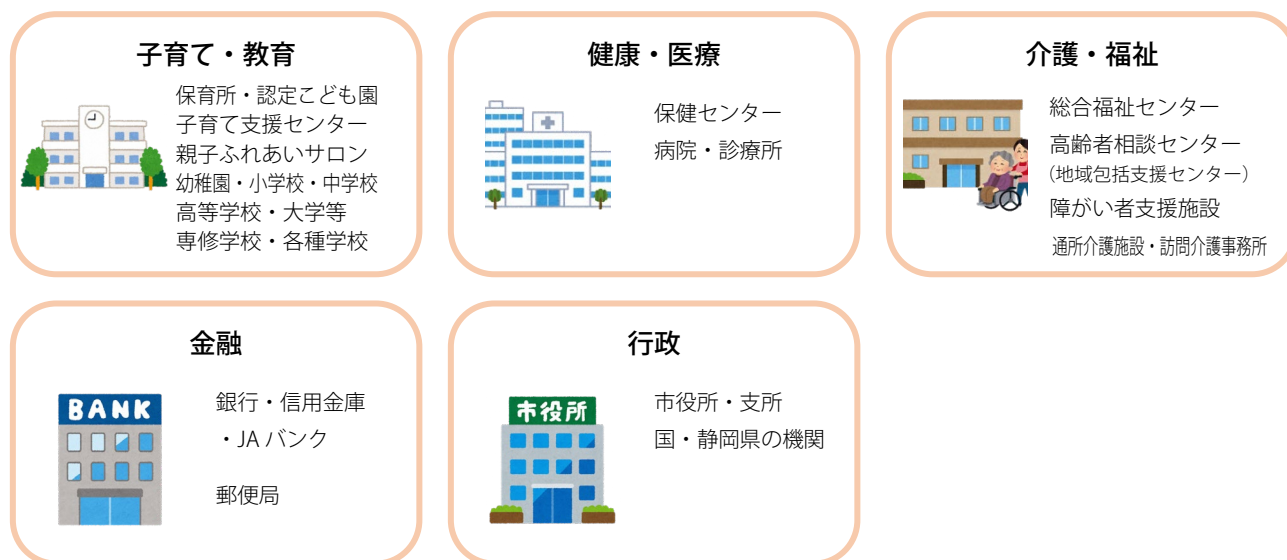 子育て・教育
保育所・認定こども園
子育て支援センター
親子ふれあいサロン
幼稚園・小学校・中学校
高等学校・大学等
専修学校・各種学校
健康・医療
保健センター
病院・診療所
介護・福祉
総合福祉センター
高齢者相談センター
(地域包括支援センター)
障がい者支援施設
通所介護施設・訪問介護事務所
金融
BANK
銀行・信用金庫
・JA バンク
郵便局
行政
市役所
市役所・支所
国・静岡県の機関